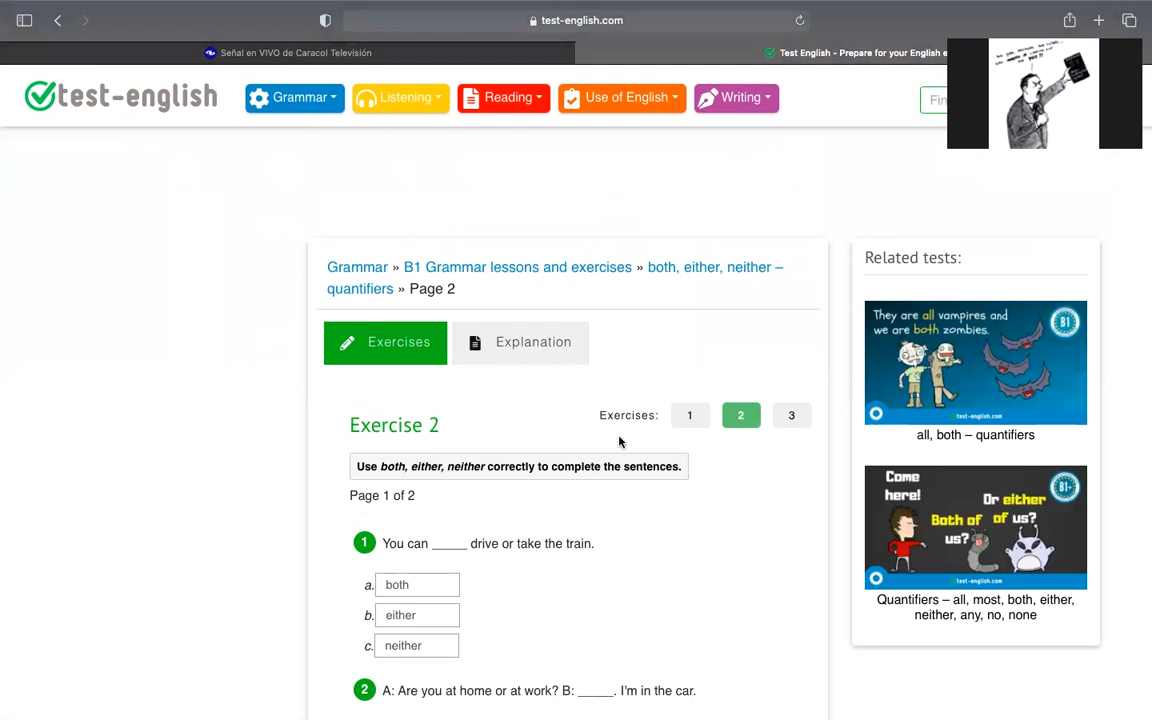 test-english.com
Señal en VIVO de Caracol Televisión
Test English - Prepare for your English e
test-english
Grammar
Listening
Reading
Use of English
Writing
Fin
Grammar » B1 Grammar lessons and exercises » both, either, neither –
quantifiers » Page 2
Exercises
Explanation
Exercise 2
Exercises:
1
2
3
Use both, either, neither correctly to complete the sentences.
Page 1 of 2
1 You can _____ drive or take the train.
a. both
b. either
c. neither
2 A: Are you at home or at work? B: _____. I'm in the car.
Related tests:
They are all vampires and
we are both zombies.
B1
test-english.com
all, both – quantifiers
Come
here!
Both of
us?
Or either
of us?
B1+
test-english.com
Quantifiers – all, most, both, either,
neither, any, no, none